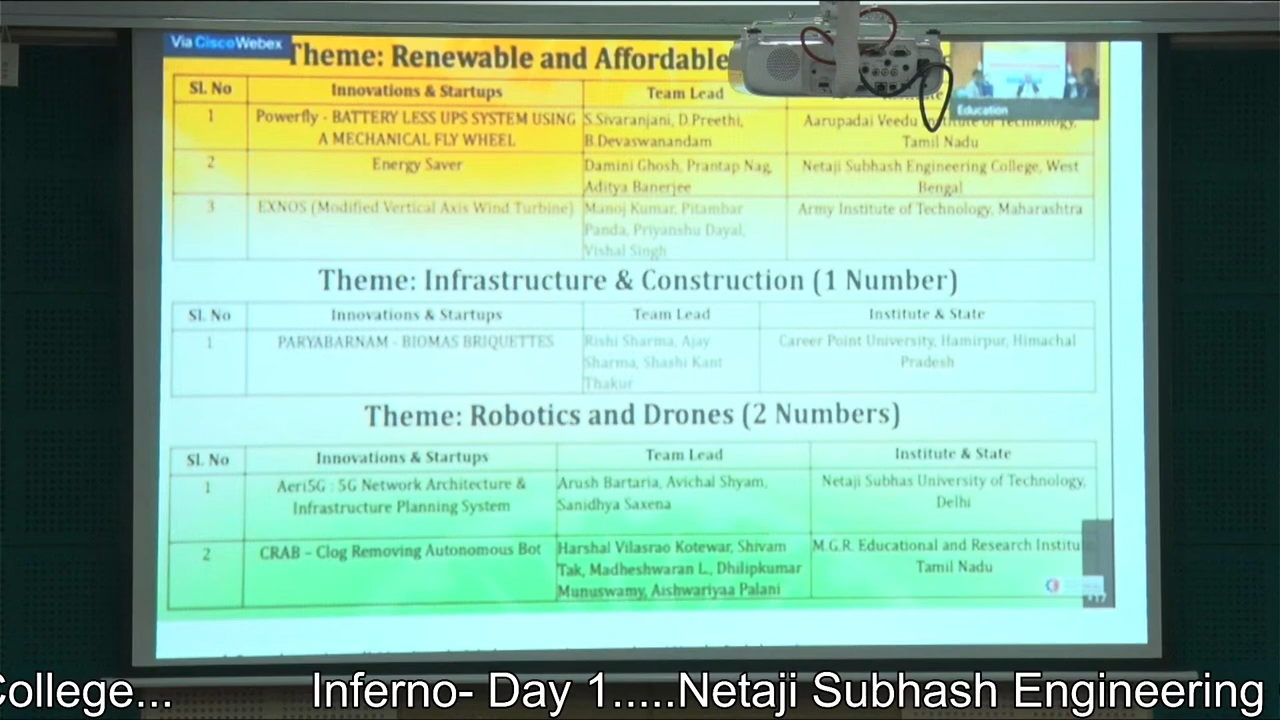 Via Cisco Webex
Theme: Renewable and Affordable
Education
Sl. No Innovations & Startups Team Lead
1 Powerfly - BATTERY LESS UPS SYSTEM USING S.Sivaranjani, D.Preethi, Aarupadai Veedu Institute of Technology,
A MECHANICAL FLY WHEEL B.Devaswanandam Tamil Nadu
2 Energy Saver Damini Ghosh, Prantap Nag, Netaji Subhash Engineering College, West
Aditya Banerjee Bengal
3 EXNOS (Modified Vertical Axis Wind Turbine) Manoj Kumar, Pitambar Army Institute of Technology, Maharashtra
Panda, Priyanshu Dayal,
Vishal Singh
Theme: Infrastructure & Construction (1 Number)
Sl. No Innovations & Startups Team Lead Institute & State
1 PARYABARNAM - BIOMAS BRIQUETTES Rishi Sharma, Ajay Career Point University, Hamirpur, Himachal
Sharma, Shashi Kant Pradesh
Thakur
Theme: Robotics and Drones (2 Numbers)
Sl. No Innovations & Startups Team Lead Institute & State
1 Aeri5G : 5G Network Architecture & Arush Bartaria, Avichal Shyam, Netaji Subhas University of Technology,
Infrastructure Planning System Sanidhya Saxena Delhi
2 CRAB – Clog Removing Autonomous Bot Harshal Vilasrao Kotewar, Shivam M.G.R. Educational and Research Institu
Tak, Madheshwaran L., Dhilipkumar Tamil Nadu
Munuswamy, Aishwariyaa Palani
College... Inferno- Day 1.....Netaji Subhash Engineering